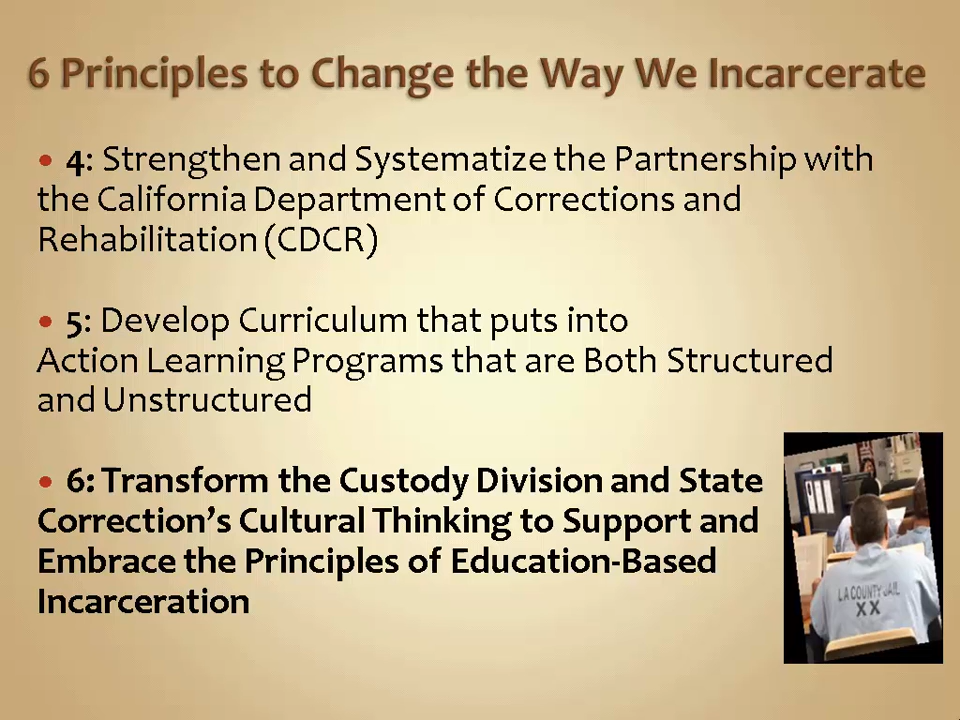 6 Principles to Change the Way We Incarcerate
• 4: Strengthen and Systematize the Partnership with
the California Department of Corrections and
Rehabilitation (CDCR)
• 5: Develop Curriculum that puts into
Action Learning Programs that are Both Structured
and Unstructured
• 6: Transform the Custody Division and State
Correction’s Cultural Thinking to Support and
Embrace the Principles of Education-Based
Incarceration
LA COUNTY JAIL
XX